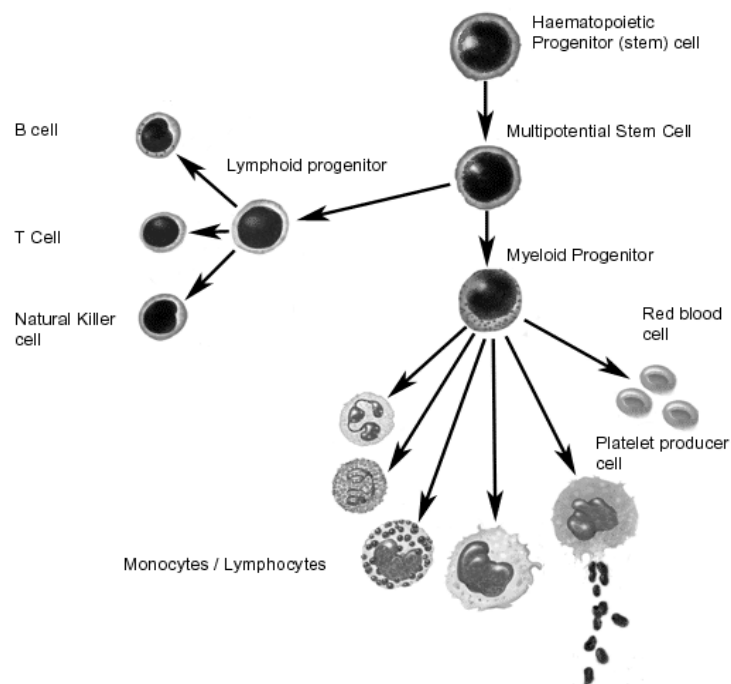 Haematopoietic
Progenitor (stem) cell
B cell
Multipotential Stem Cell
Lymphoid progenitor
T Cell
Myeloid Progenitor
Natural Killer
cell
Red blood
cell
Platelet producer
cell
Monocytes / Lymphocytes